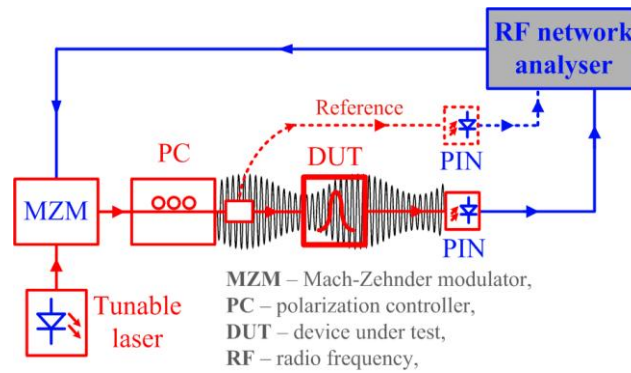 RF network
analyser
Reference
PC
DUT
PIN
MZM
PIN
Tunable
laser
MZM – Mach-Zehnder modulator,
PC – polarization controller,
DUT – device under test,
RF – radio frequency,